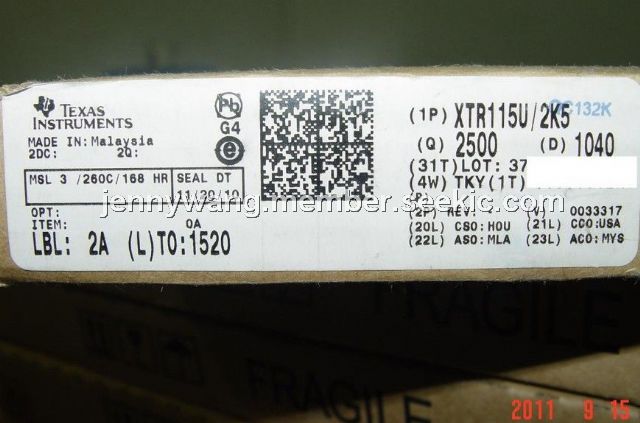 TEXAS
INSTRUMENTS
MADE IN: Malaysia
2DC: 2Q:
MSL 3 /260C/168 HR
SEAL DT
11/29/10
OPT:
ITEM: 0A
LBL: 2A (L)TO:1520
Pb
G4
e
QC132K
(1P) XTR115U/2K5
(Q) 2500 (D) 1040
(31T)LOT: 37
(4W) TKY(1T)
(2P) REV: (V) 0033317
(20L) CSO:HOU (21L) CCO:USA
(22L) ASO:MLA (23L) ACO:MYS
jennywang.member.seekic.com
FRAGILE
FRAGILE
2011 9 15